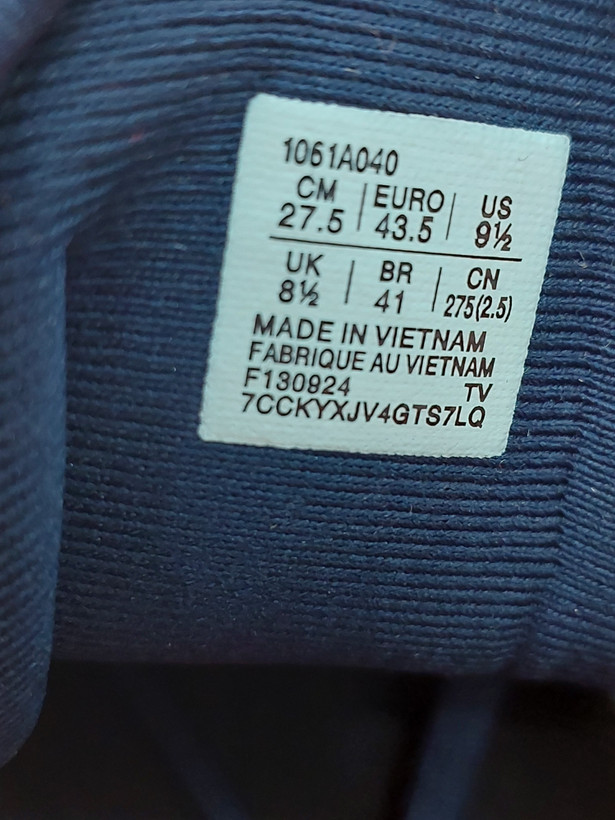 1061A040
CM | EURO | US
27.5 | 43.5 | 9½
UK | BR | CN
8½ | 41 | 275(2.5)
MADE IN VIETNAM
FABRIQUE AU VIETNAM
F130924 TV
7CCKYXJV4GTS7LQ